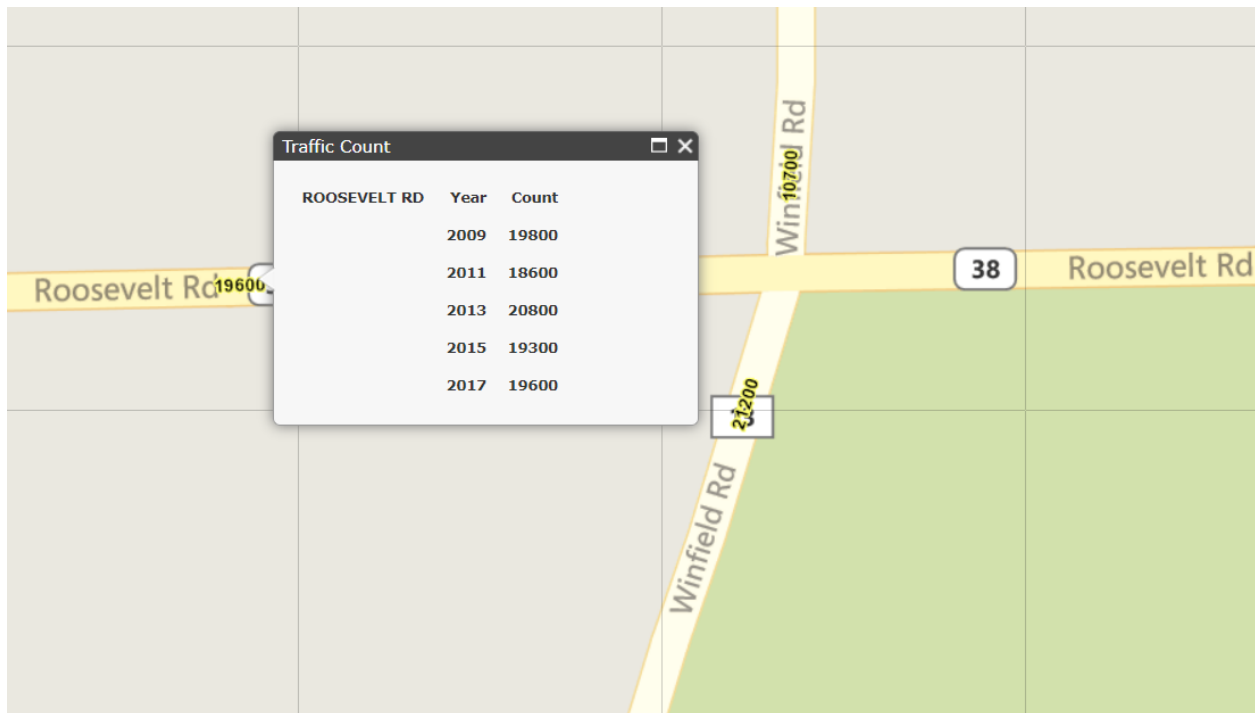 Traffic Count
ROOSEVELT RD Year Count
2009 19800
2011 18600
2013 20800
2015 19300
2017 19600
Winfield Rd
10700
Roosevelt Rd
19600
38
Roosevelt Rd
21200
Winfield Rd